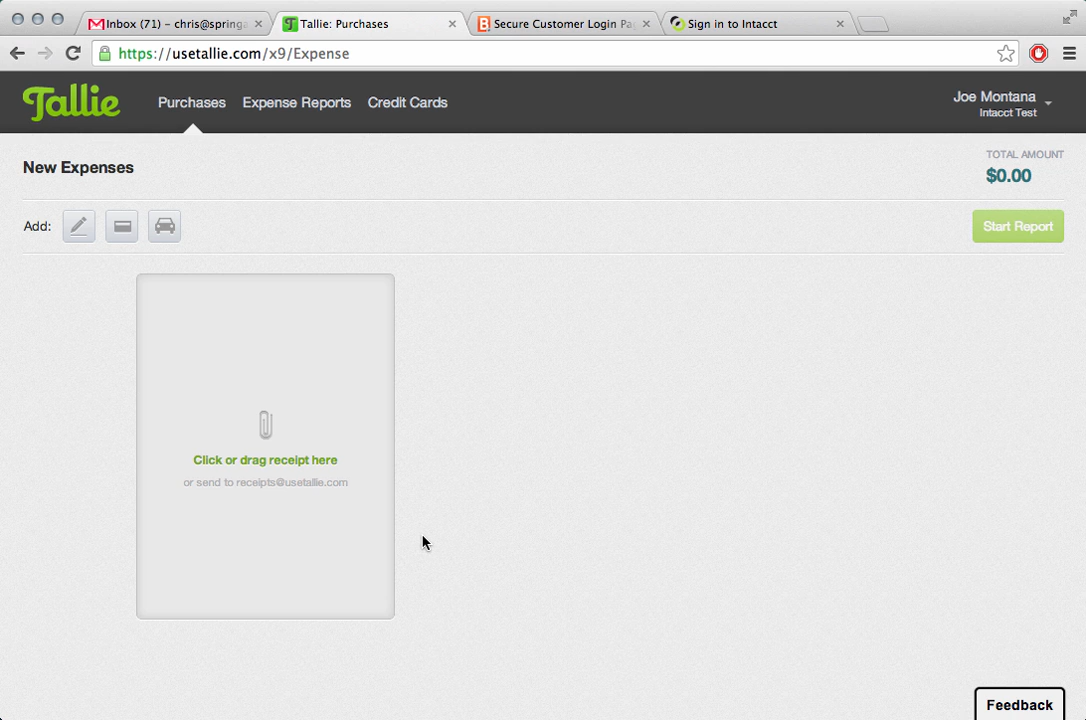 Inbox (71) – chris@springa
Tallie: Purchases
Secure Customer Login Pa
Sign in to Intacct
https://usetallie.com/x9/Expense
Tallie
Purchases
Expense Reports
Credit Cards
Joe Montana
Intacct Test
New Expenses
TOTAL AMOUNT
$0.00
Add:
Start Report
Click or drag receipt here
or send to receipts@usetallie.com
Feedback